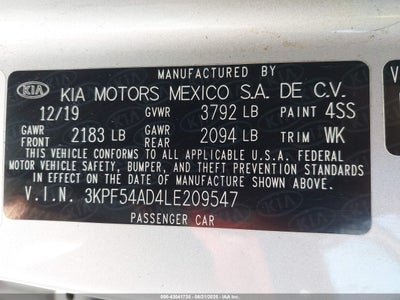 MANUFACTURED BY
KIA KIA MOTORS MEXICO S.A. DE C.V.
12/19 GVWR 3792 LB PAINT 4SS
GAWR FRONT 2183 LB GAWR REAR 2094 LB TRIM WK
THIS VEHICLE CONFORMS TO ALL APPLICABLE U.S.A. FEDERAL
MOTOR VEHICLE SAFETY, BUMPER, AND THEFT PREVENTION
STANDARDS IN EFFECT ON THE DATE OF MANUFACTURE SHOWN ABOVE.
V.I.N. 3KPF54AD4LE209547
PASSENGER CAR